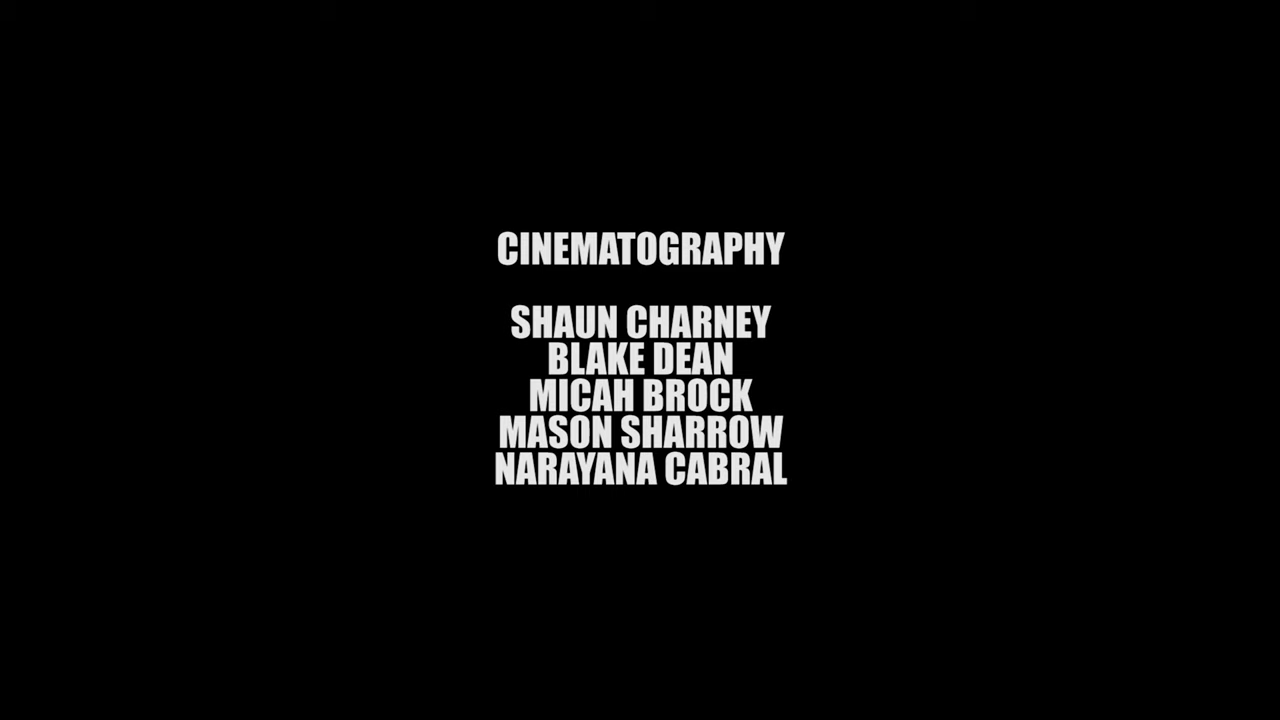 CINEMATOGRAPHY
SHAUN CHARNEY
BLAKE DEAN
MICAH BROCK
MASON SHARROW
NARAYANA CABRAL